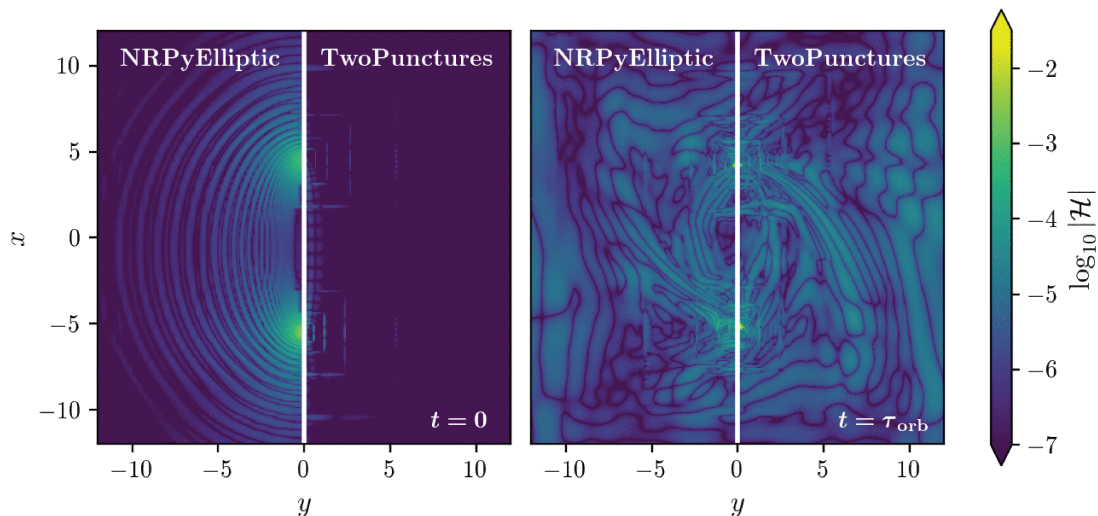 NRPyElliptic TwoPunctures
NRPyElliptic TwoPunctures
10
5
0
−5
−10
x
t = 0
t = τorb
−10 −5 0 5 10
−10 −5 0 5 10
y
y
−2
−3
−4
−5
−6
−7
log10 |ℋ|